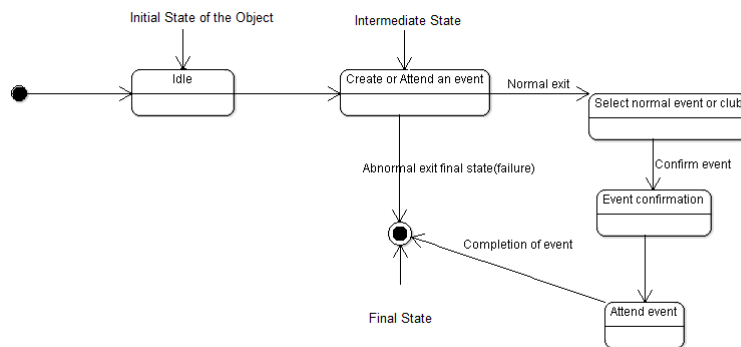 Initial State of the Object
Intermediate State
Idle
Create or Attend an event
Normal exit
Select normal event or club
Confirm event
Abnormal exit final state(failure)
Event confirmation
Completion of event
Final State
Attend event